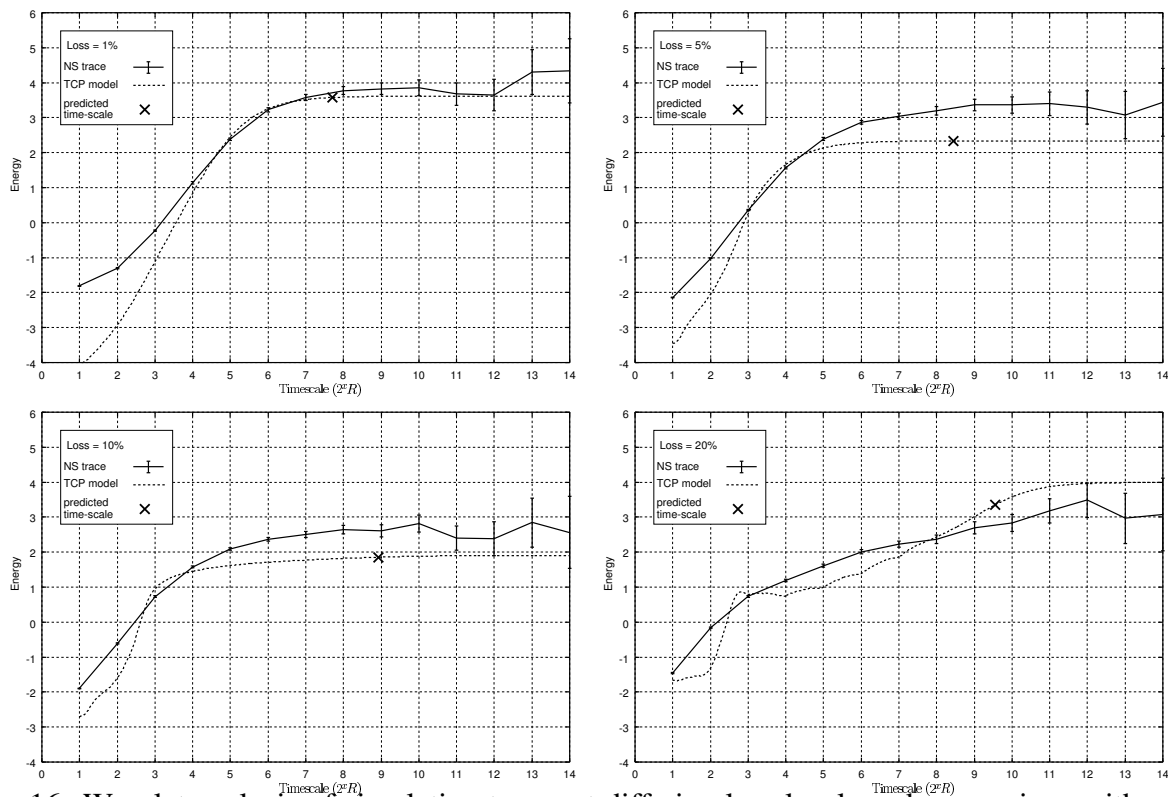 6
5
4
3
2
1
0
-1
-2
-3
-4
Energy
Loss = 1%
NS trace
TCP model
predicted
time-scale
0 1 2 3 4 5 6 7 8 9 10 11 12 13 14
Timescale (2^xR)
6
5
4
3
2
1
0
-1
-2
-3
-4
Energy
Loss = 5%
NS trace
TCP model
predicted
time-scale
0 1 2 3 4 5 6 7 8 9 10 11 12 13 14
Timescale (2^xR)
6
5
4
3
2
1
0
-1
-2
-3
-4
Energy
Loss = 10%
NS trace
TCP model
predicted
time-scale
0 1 2 3 4 5 6 7 8 9 10 11 12 13 14
Timescale (2^xR)
6
5
4
3
2
1
0
-1
-2
-3
-4
Energy
Loss = 20%
NS trace
TCP model
predicted
time-scale
0 1 2 3 4 5 6 7 8 9 10 11 12 13 14
Timescale (2^xR)
16